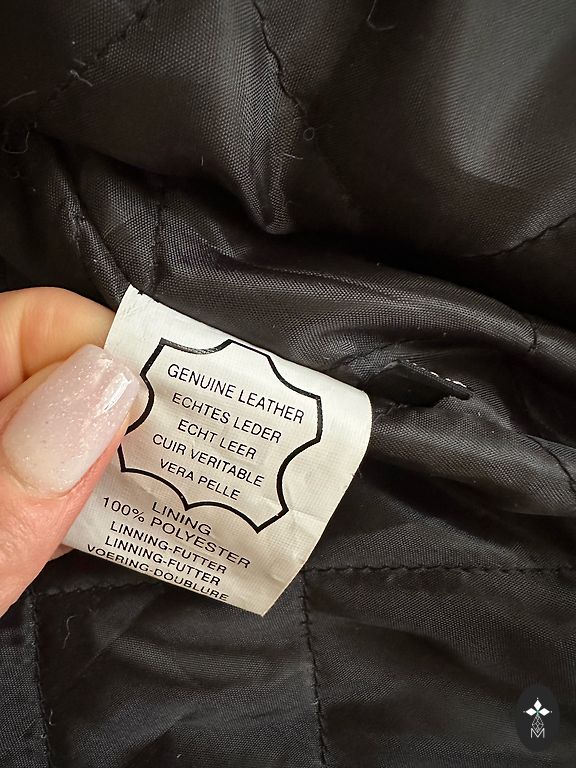 GENUINE LEATHER
ECHTES LEDER
ECHT LEER
CUIR VERITABLE
VERA PELLE
LINING
100% POLYESTER
LINNING-FUTTER
LINNING-FUTTER
VOERING-DOUBLURE
M